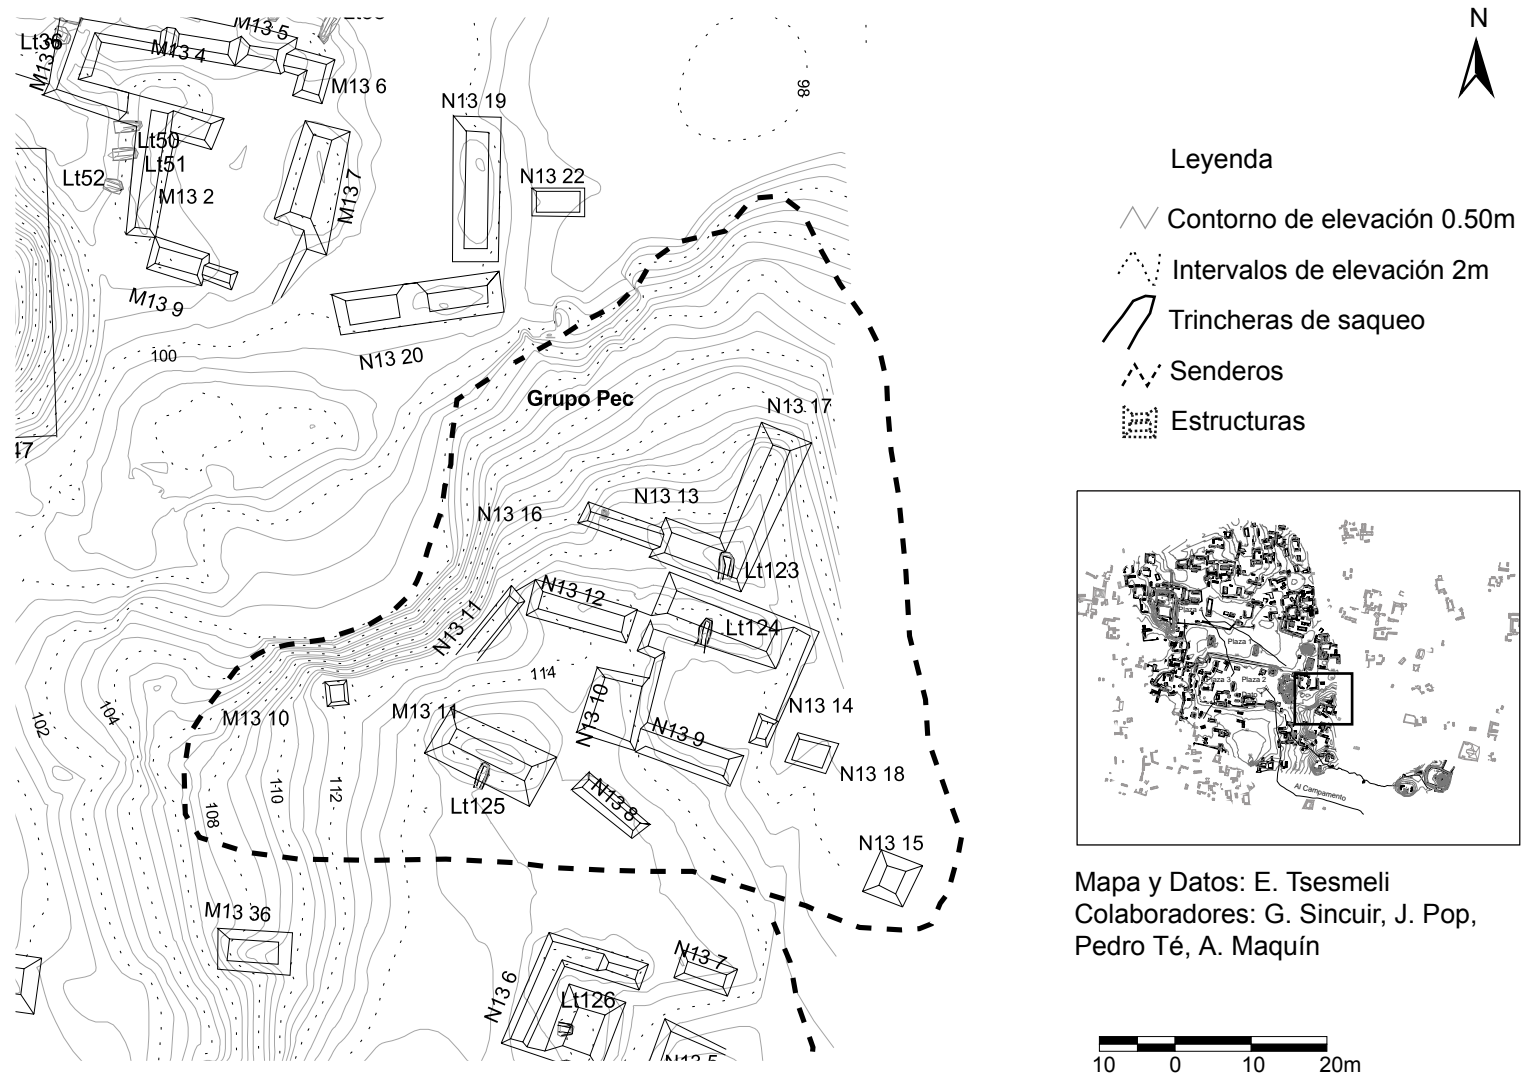 Lt36
M13 5
M13 4
M13 6
Lt50
Lt51
Lt52
M13 2
M13 7
M13 9
N13 19
N13 22
98
N13 20
100
47
Grupo Pec
N13 17
N13 13
N13 16
Lt123
N13 12
N13 11
Lt124
114
N13 10
N13 9
N13 14
N13 18
M13 10
M13 11
102
104
108
110
112
Lt125
N13 8
N13 15
M13 36
N13 7
N13 6
Lt126
N13 5
N
Leyenda
Contorno de elevación 0.50m
Intervalos de elevación 2m
Trincheras de saqueo
Senderos
Estructuras
Plaza 1
Plaza 3
Plaza 2
Al Campamento
Mapa y Datos: E. Tsesmeli
Colaboradores: G. Sincuir, J. Pop,
Pedro Té, A. Maquín
10 0 10 20m